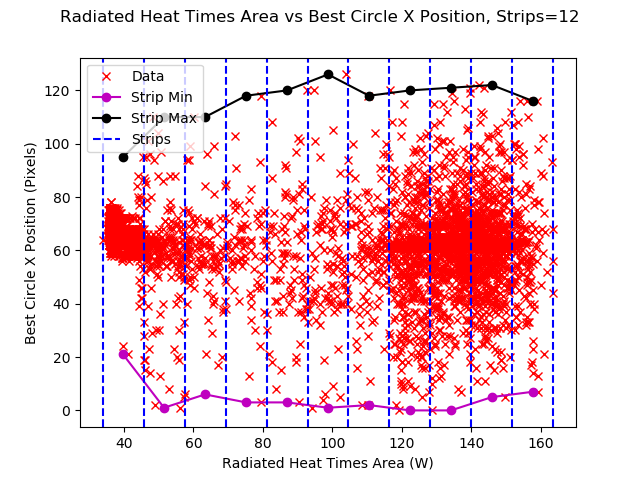 Radiated Heat Times Area vs Best Circle X Position, Strips=12
Data
Strip Min
Strip Max
Strips
120
100
80
60
40
20
0
Best Circle X Position (Pixels)
40 60 80 100 120 140 160
Radiated Heat Times Area (W)